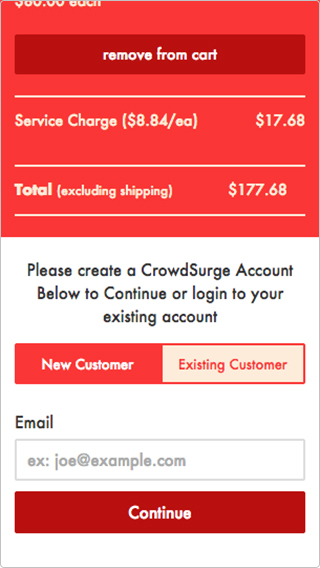 $80.00 each
remove from cart
Service Charge ($8.84/ea) $17.68
Total (excluding shipping) $177.68
Please create a CrowdSurge Account
Below to Continue or login to your
existing account
New Customer Existing Customer
Email
ex: joe@example.com
Continue